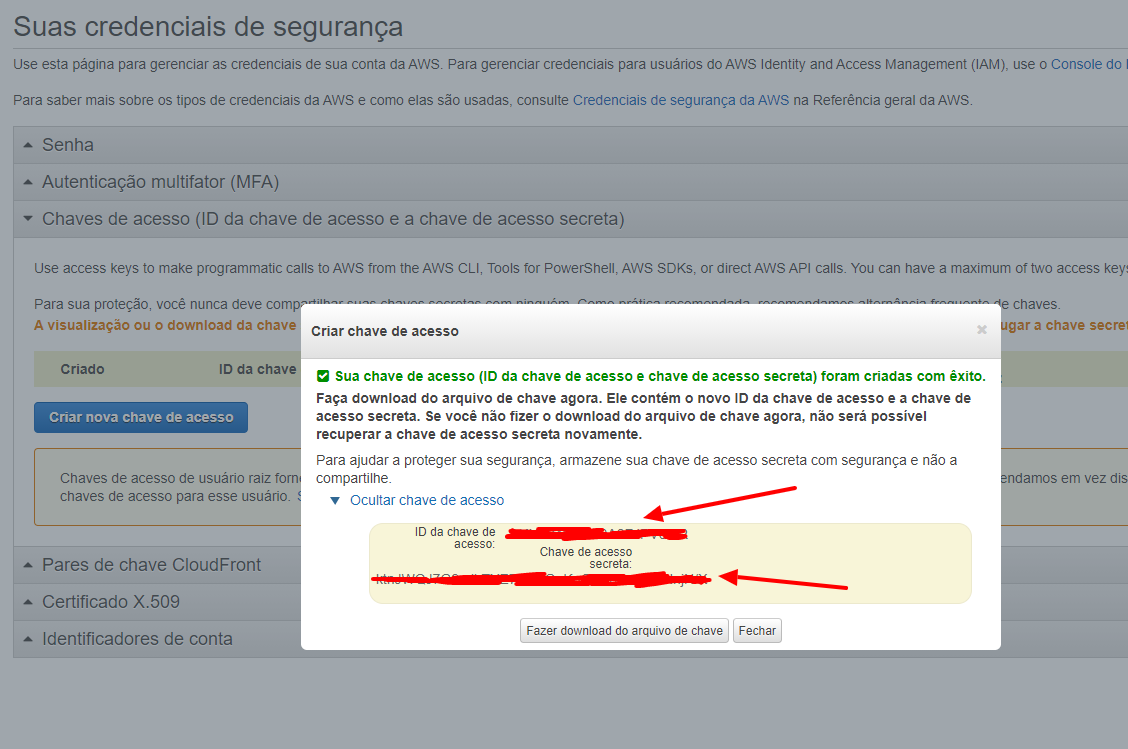 Suas credenciais de segurança
Use esta página para gerenciar as credenciais de sua conta da AWS. Para gerenciar credenciais para usuários do AWS Identity and Access Management (IAM), use o Console do
Para saber mais sobre os tipos de credenciais da AWS e como elas são usadas, consulte Credenciais de segurança da AWS na Referência geral da AWS.
Senha
Autenticação multifator (MFA)
Chaves de acesso (ID da chave de acesso e a chave de acesso secreta)
Use access keys to make programmatic calls to AWS from the AWS CLI, Tools for PowerShell, AWS SDKs, or direct AWS API calls. You can have a maximum of two access keys
Para sua proteção, você nunca deve compartilhar suas chaves secretas com ninguém. Como prática recomendada, recomendamos alternância frequente de chaves.
A visualização ou o download da chave
a chave secret
Criado ID da chave
Criar nova chave de acesso
Chaves de acesso de usuário raiz
chaves de acesso para esse usuário.
em vez dis
Criar chave de acesso
Sua chave de acesso (ID da chave de acesso e chave de acesso secreta) foram criadas com êxito.
Faça download do arquivo de chave agora. Ele contém o novo ID da chave de acesso e a chave de
acesso secreta. Se você não fizer o download do arquivo de chave agora, não será possível
recuperar a chave de acesso secreta novamente.
Para ajudar a proteger sua segurança, armazene sua chave de acesso secreta com segurança e não a
compartilhe.
Ocultar chave de acesso
ID da chave de
acesso:
Chave de acesso
secreta:
Fazer download do arquivo de chave Fechar
Pares de chave CloudFront
Certificado X.509
Identificadores de conta